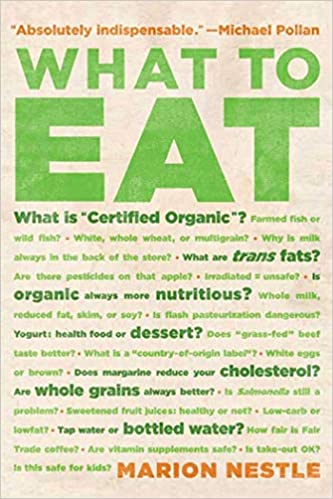 "Absolutely indispensable." —Michael Pollan
WHAT TO
EAT
What is "Certified Organic"? Farmed fish or
wild fish? • White, whole wheat, or multigrain? • Why is milk
always in the back of the store? • What are trans fats?
Are there pesticides on that apple? • Irradiated = unsafe? • Is
organic always more nutritious? • Whole milk,
reduced fat, skim, or soy? • Is flash pasteurization dangerous?
Yogurt: health food or dessert? Does "grass-fed" beef
taste better? • What is a "country-of-origin label"? • White eggs
or brown? • Does margarine reduce your cholesterol?
Are whole grains always better? • Is Salmonella still a
problem? • Sweetened fruit juices: healthy or not? • Low-carb or
lowfat? • Tap water or bottled water? • How fair is Fair
Trade coffee? • Are vitamin supplements safe? • Is take-out OK?
Is this safe for kids? MARION NESTLE